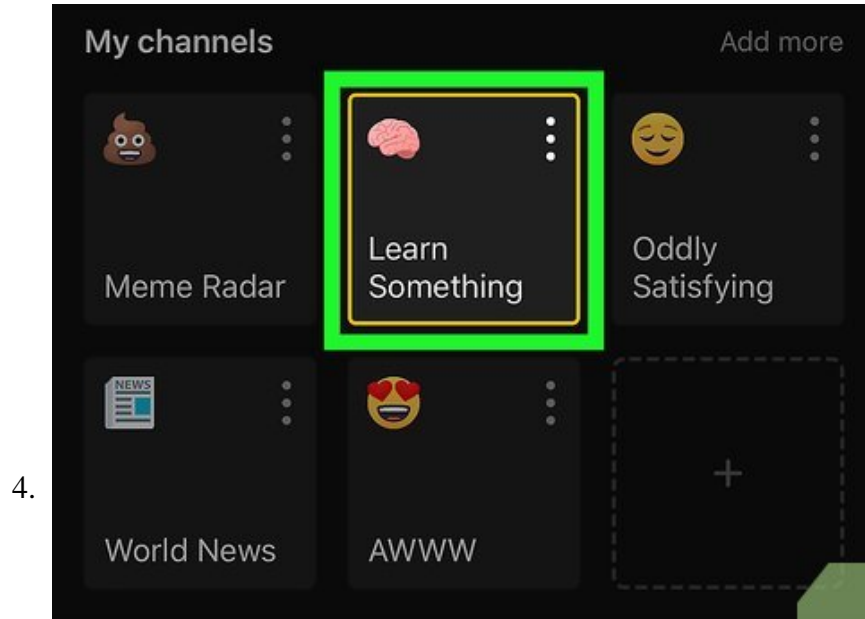 My channels Add more
Learn Oddly
Meme Radar Something Satisfying
NEWS
4.
World News AWWW